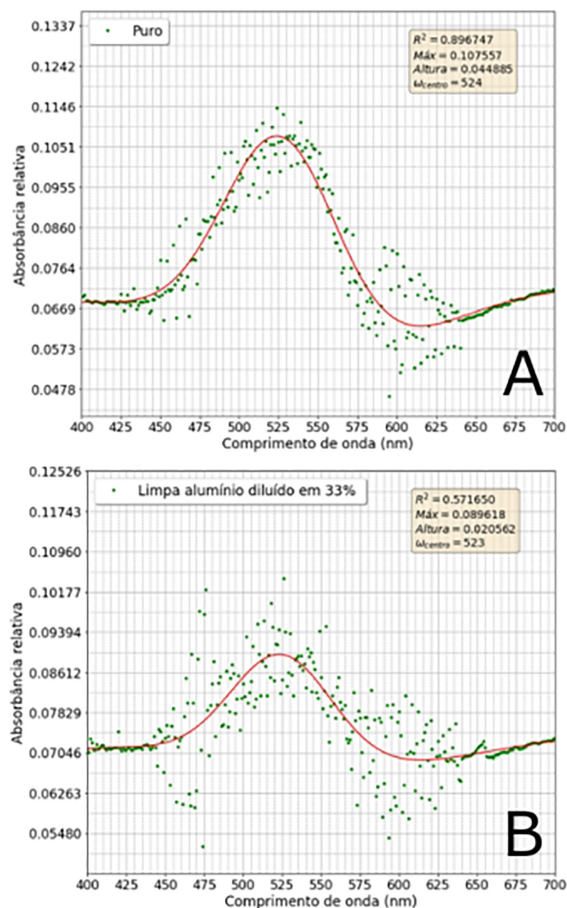 0.1337
Puro
R² = 0.896747
Máx = 0.107557
Altura = 0.044885
ω_centro = 524
0.1242
0.1146
0.1051
0.0955
0.0860
0.0764
0.0669
0.0573
0.0478
Absorbância relativa
A
400 425 450 475 500 525 550 575 600 625 650 675 700
Comprimento de onda (nm)
0.12526
Limpa alumínio diluído em 33%
R² = 0.571650
Máx = 0.089618
Altura = 0.020562
ω_centro = 523
0.11743
0.10960
0.10177
0.09394
0.08612
0.07829
0.07046
0.06263
0.05480
Absorbância relativa
B
400 425 450 475 500 525 550 575 600 625 650 675 700
Comprimento de onda (nm)